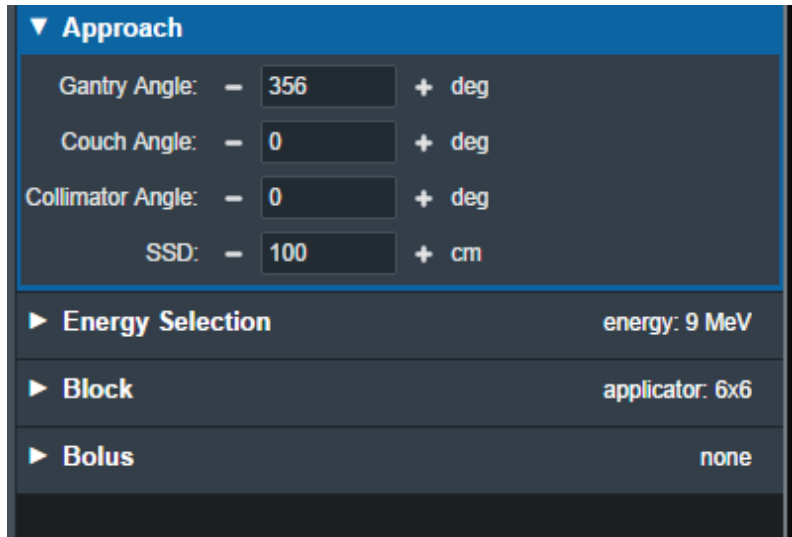 ▼ Approach
Gantry Angle: − 356 + deg
Couch Angle: − 0 + deg
Collimator Angle: − 0 + deg
SSD: − 100 + cm
► Energy Selection energy: 9 MeV
► Block applicator: 6x6
► Bolus none